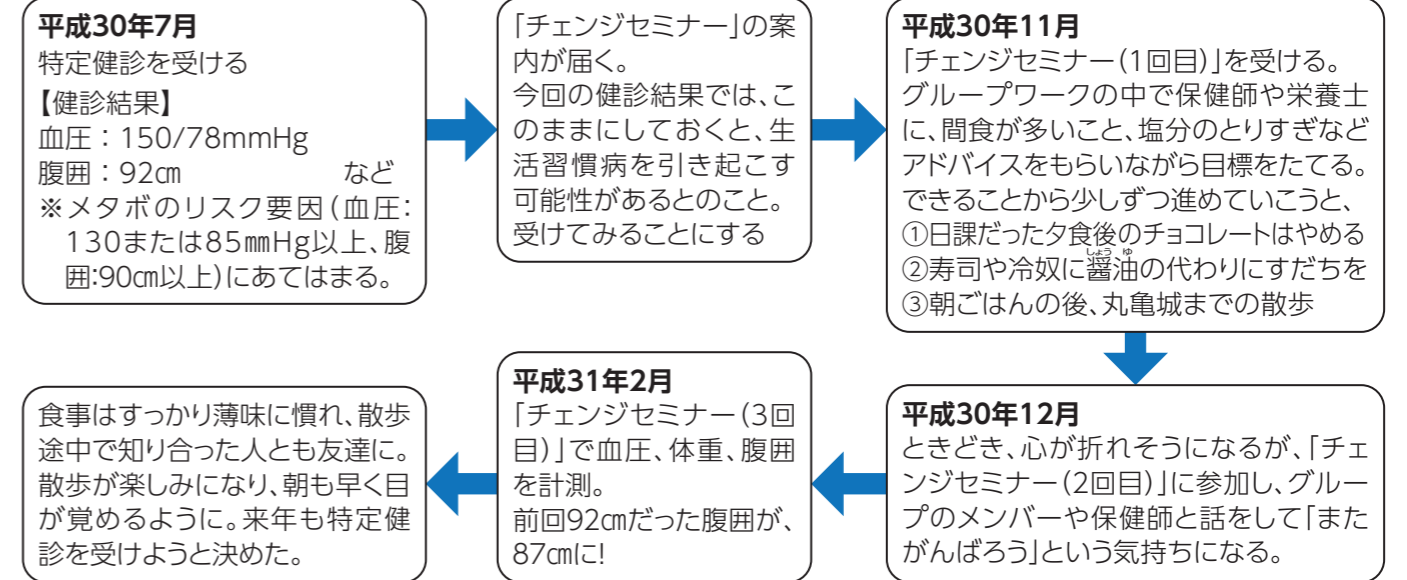 平成30年7月
特定健診を受ける
【健診結果】
血圧：150/78mmHg
腹囲：92㎝ など
※メタボのリスク要因(血圧：
130または85㎜Hg以上、腹
囲:90㎝以上)にあてはまる。
「チェンジセミナー」の案
内が届く。
今回の健診結果では、こ
のままにしておくと、生
活習慣病を引き起こす
可能性があるとのこと。
受けてみることにする
平成30年11月
「チェンジセミナー(1回目)」を受ける。
グループワークの中で保健師や栄養士
に、間食が多いこと、塩分のとりすぎなど
アドバイスをもらいながら目標をたてる。
できることから少しずつ進めていこうと、
①日課だった夕食後のチョコレートはやめる
②寿司や冷奴に醤油の代わりにすだちを
③朝ごはんの後、丸亀城までの散歩
平成30年12月
ときどき、心が折れそうになるが、「チェ
ンジセミナー(2回目)」に参加し、グルー
プのメンバーや保健師と話をして「また
がんばろう」という気持ちになる。
平成31年2月
「チェンジセミナー(3回
目)」で血圧、体重、腹囲
を計測。
前回92㎝だった腹囲が、
87㎝に!
食事はすっかり薄味に慣れ、散歩
途中で知り合った人とも友達に。
散歩が楽しみになり、朝も早く目
が覚めるように。来年も特定健
診を受けようと決めた。